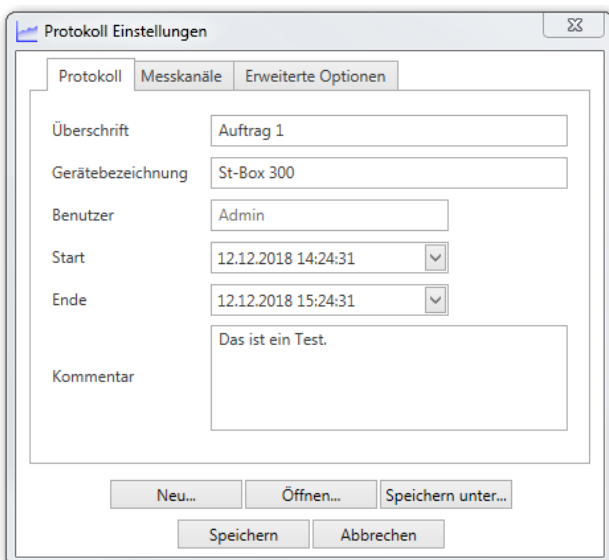 Protokoll Einstellungen
Protokoll Messkanäle Erweiterte Optionen
Überschrift Auftrag 1
Gerätebezeichnung St-Box 300
Benutzer Admin
Start 12.12.2018 14:24:31
Ende 12.12.2018 15:24:31
Kommentar Das ist ein Test.
Neu... Öffnen... Speichern unter...
Speichern Abbrechen